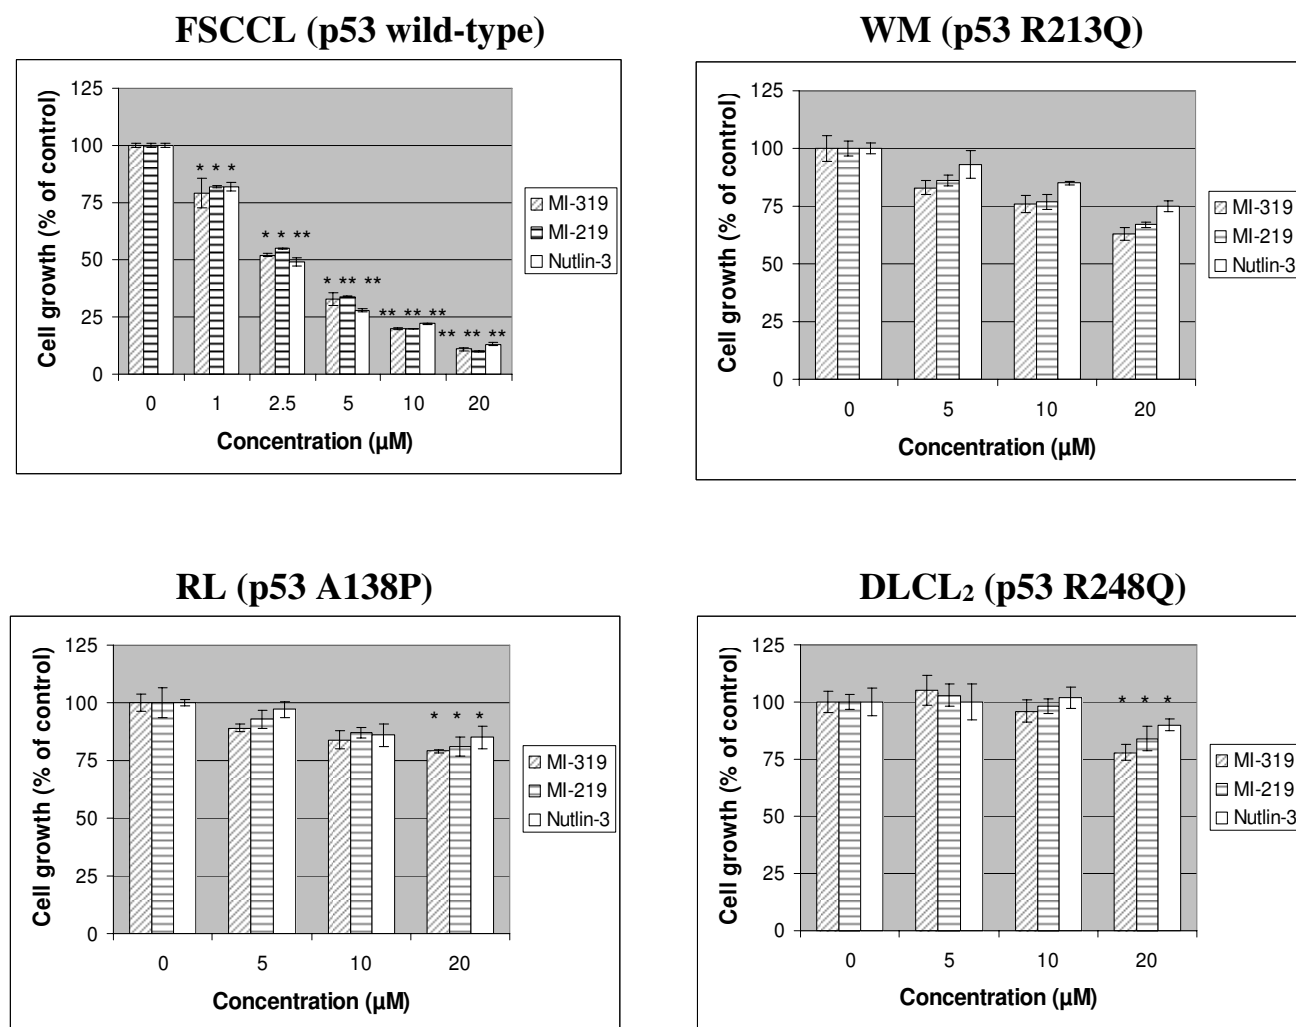 FSCCL (p53 wild-type)
Cell growth (% of control)
125
100
75
50
25
0
* * *
* * **
* ** **
** ** **
** ** **
0 1 2.5 5 10 20
Concentration (µM)
MI-319
MI-219
Nutlin-3
WM (p53 R213Q)
Cell growth (% of control)
125
100
75
50
25
0
0 5 10 20
Concentration (µM)
MI-319
MI-219
Nutlin-3
RL (p53 A138P)
Cell growth (% of control)
125
100
75
50
25
0
* * *
0 5 10 20
Concentration (µM)
MI-319
MI-219
Nutlin-3
DLCL₂ (p53 R248Q)
Cell growth (% of control)
125
100
75
50
25
0
* * *
0 5 10 20
Concentration (µM)
MI-319
MI-219
Nutlin-3